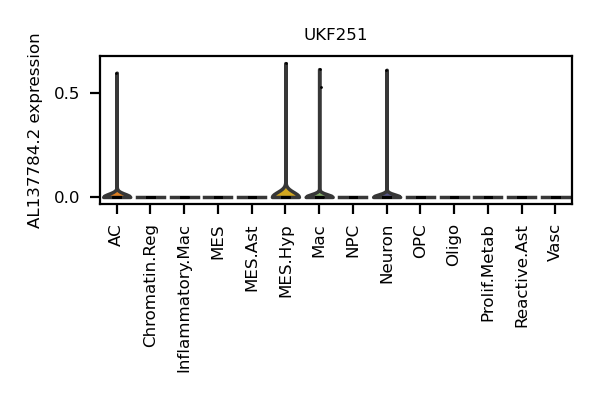 UKF251
AL137784.2 expression
0.5
0.0
AC
Chromatin.Reg
Inflammatory.Mac
MES
MES.Ast
MES.Hyp
Mac
NPC
Neuron
OPC
Oligo
Prolif.Metab
Reactive.Ast
Vasc